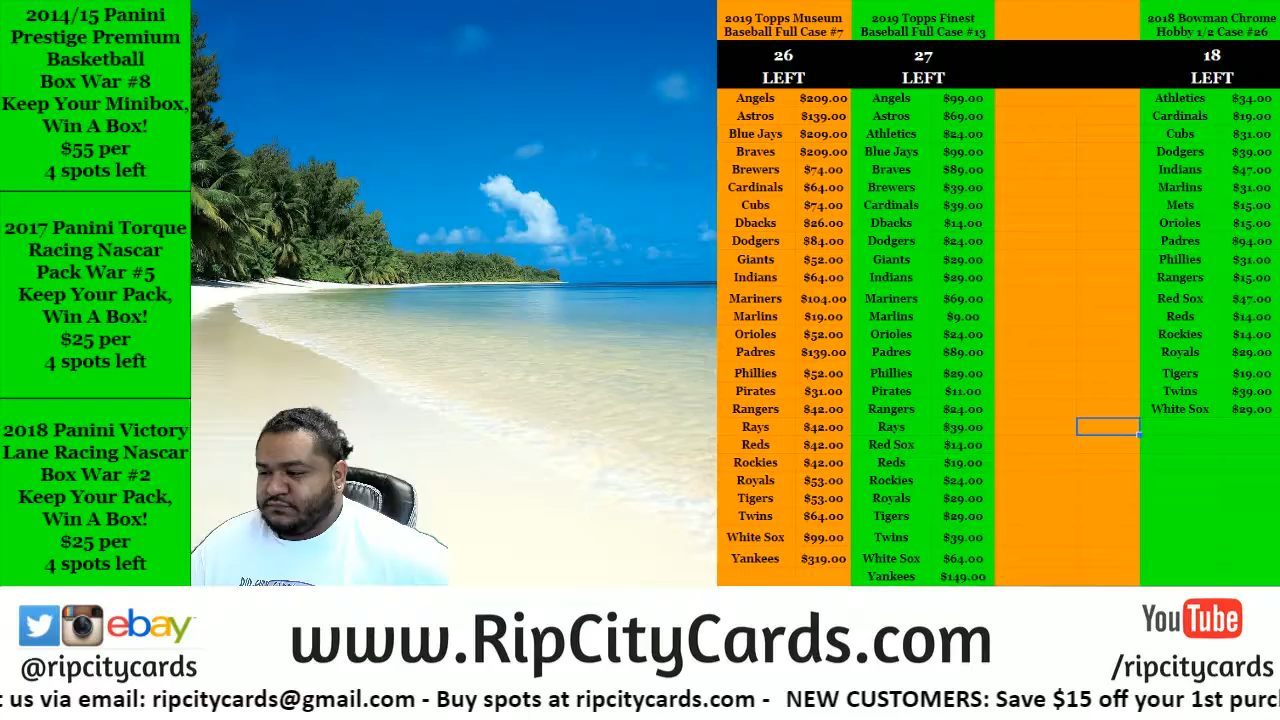 2014/15 Panini
Prestige Premium
Basketball
Box War #8
Keep Your Minibox,
Win A Box!
$55 per
4 spots left
2017 Panini Torque
Racing Nascar
Pack War #5
Keep Your Pack,
Win A Box!
$25 per
4 spots left
2018 Panini Victory
Lane Racing Nascar
Box War #2
Keep Your Pack,
Win A Box!
$25 per
4 spots left
2019 Topps Museum
Baseball Full Case #7
26
LEFT
Angels $209.00
Astros $139.00
Blue Jays $209.00
Braves $209.00
Brewers $74.00
Cardinals $64.00
Cubs $74.00
Dbacks $26.00
Dodgers $84.00
Giants $52.00
Indians $64.00
Mariners $104.00
Marlins $19.00
Orioles $52.00
Padres $139.00
Phillies $52.00
Pirates $31.00
Rangers $42.00
Rays $42.00
Reds $42.00
Rockies $42.00
Royals $53.00
Tigers $53.00
Twins $64.00
White Sox $99.00
Yankees $319.00
2019 Topps Finest
Baseball Full Case #13
27
LEFT
Angels $99.00
Astros $69.00
Athletics $24.00
Blue Jays $99.00
Braves $89.00
Brewers $39.00
Cardinals $39.00
Dbacks $14.00
Dodgers $24.00
Giants $29.00
Indians $29.00
Mariners $69.00
Marlins $9.00
Orioles $24.00
Padres $89.00
Phillies $29.00
Pirates $11.00
Rangers $24.00
Rays $39.00
Red Sox $14.00
Reds $19.00
Rockies $24.00
Royals $29.00
Tigers $29.00
Twins $39.00
White Sox $64.00
Yankees $149.00
2018 Bowman Chrome
Hobby 1/2 Case #26
18
LEFT
Athletics $34.00
Cardinals $19.00
Cubs $31.00
Dodgers $39.00
Indians $47.00
Marlins $31.00
Mets $15.00
Orioles $15.00
Padres $94.00
Phillies $31.00
Rangers $15.00
Red Sox $47.00
Reds $14.00
Rockies $14.00
Royals $29.00
Tigers $19.00
Twins $39.00
White Sox $29.00
ebay
@ripcitycards
www.RipCityCards.com
YouTube
/ripcitycards
t us via email: ripcitycards@gmail.com - Buy spots at ripcitycards.com - NEW CUSTOMERS: Save $15 off your 1st purc